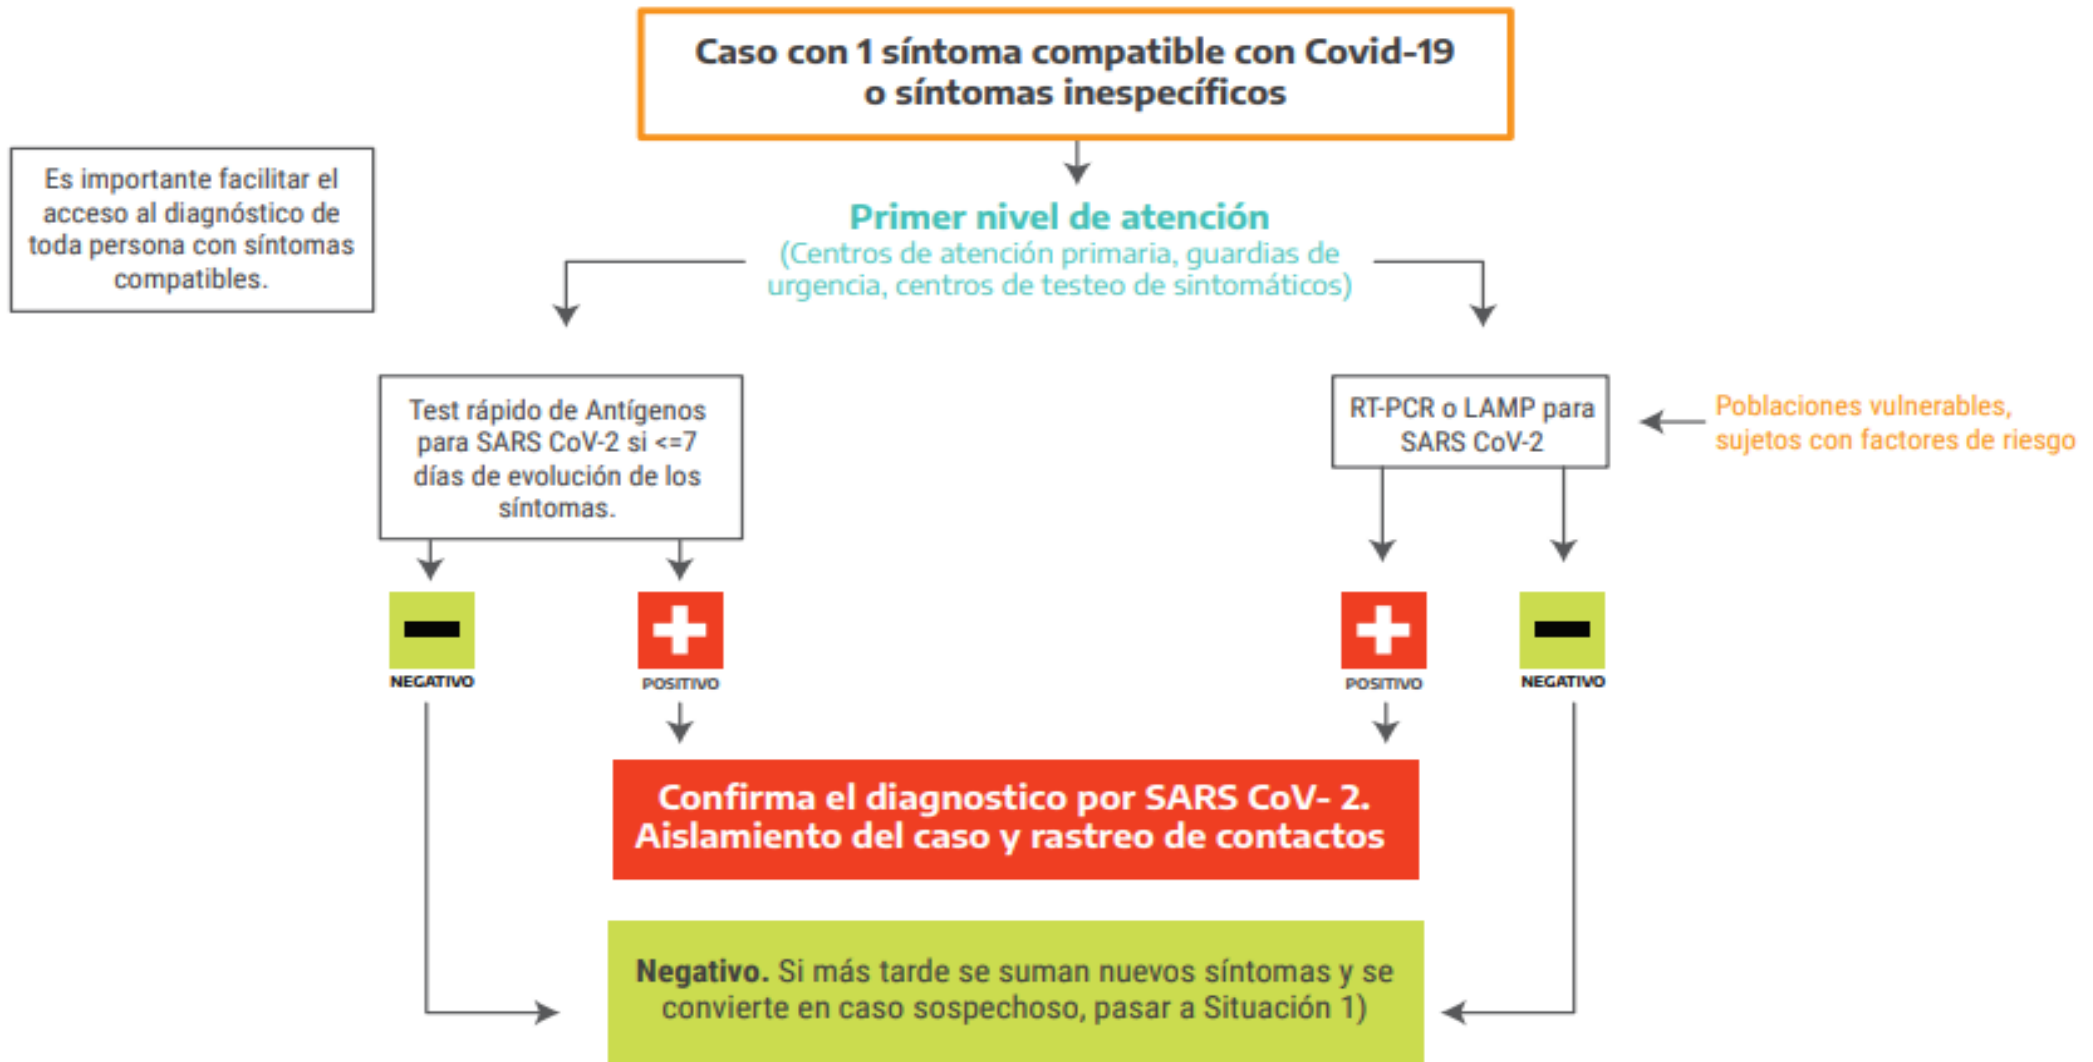 Caso con 1 síntoma compatible con Covid-19
o síntomas inespecíficos
Es importante facilitar el
acceso al diagnóstico de
toda persona con síntomas
compatibles.
Primer nivel de atención
(Centros de atención primaria, guardias de
urgencia, centros de testeo de sintomáticos)
Test rápido de Antígenos
para SARS CoV-2 si <=7
días de evolución de los
síntomas.
RT-PCR o LAMP para
SARS CoV-2
Poblaciones vulnerables,
sujetos con factores de riesgo
NEGATIVO
POSITIVO
POSITIVO
NEGATIVO
Confirma el diagnostico por SARS CoV- 2.
Aislamiento del caso y rastreo de contactos
Negativo. Si más tarde se suman nuevos síntomas y se
convierte en caso sospechoso, pasar a Situación 1)